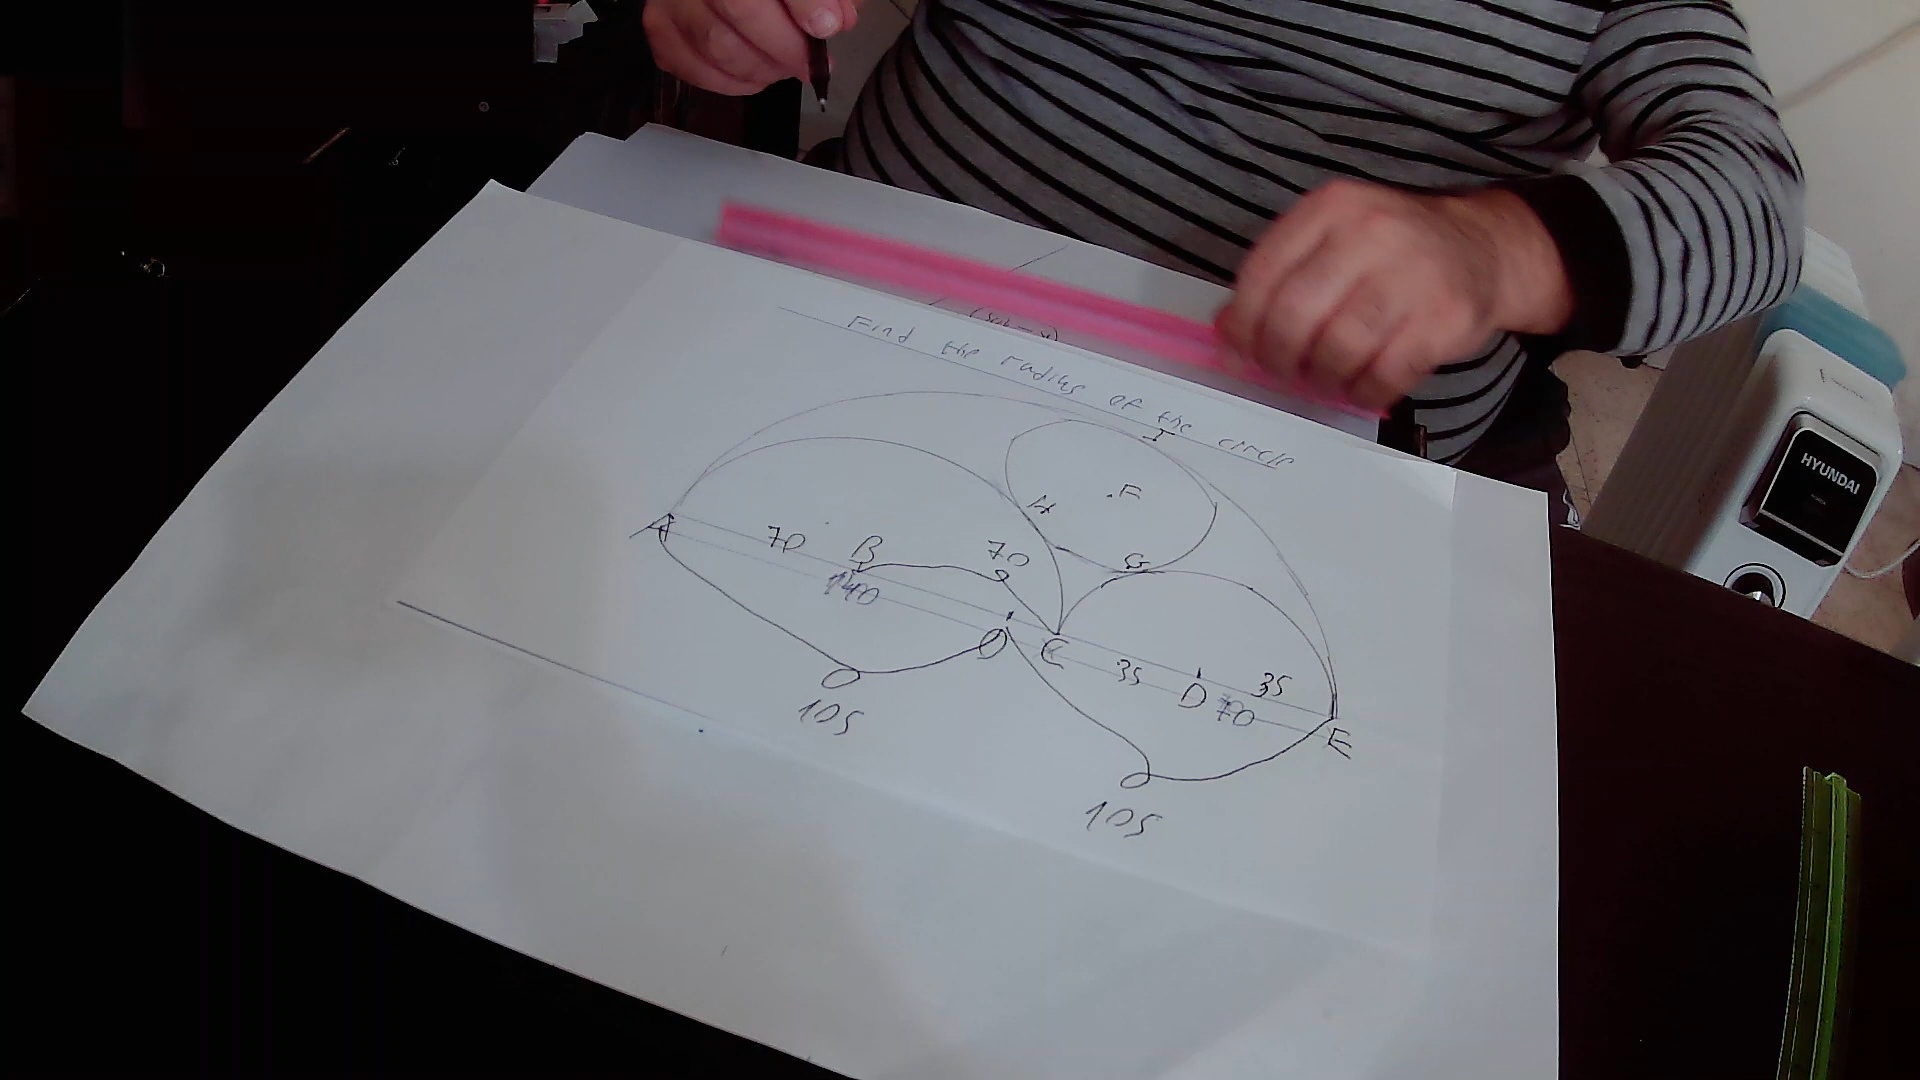 Find the radius of the circle
I
F
H
G
A 70 B 70
140
O C 35 D 35
70
E
105
105
HYUNDAI